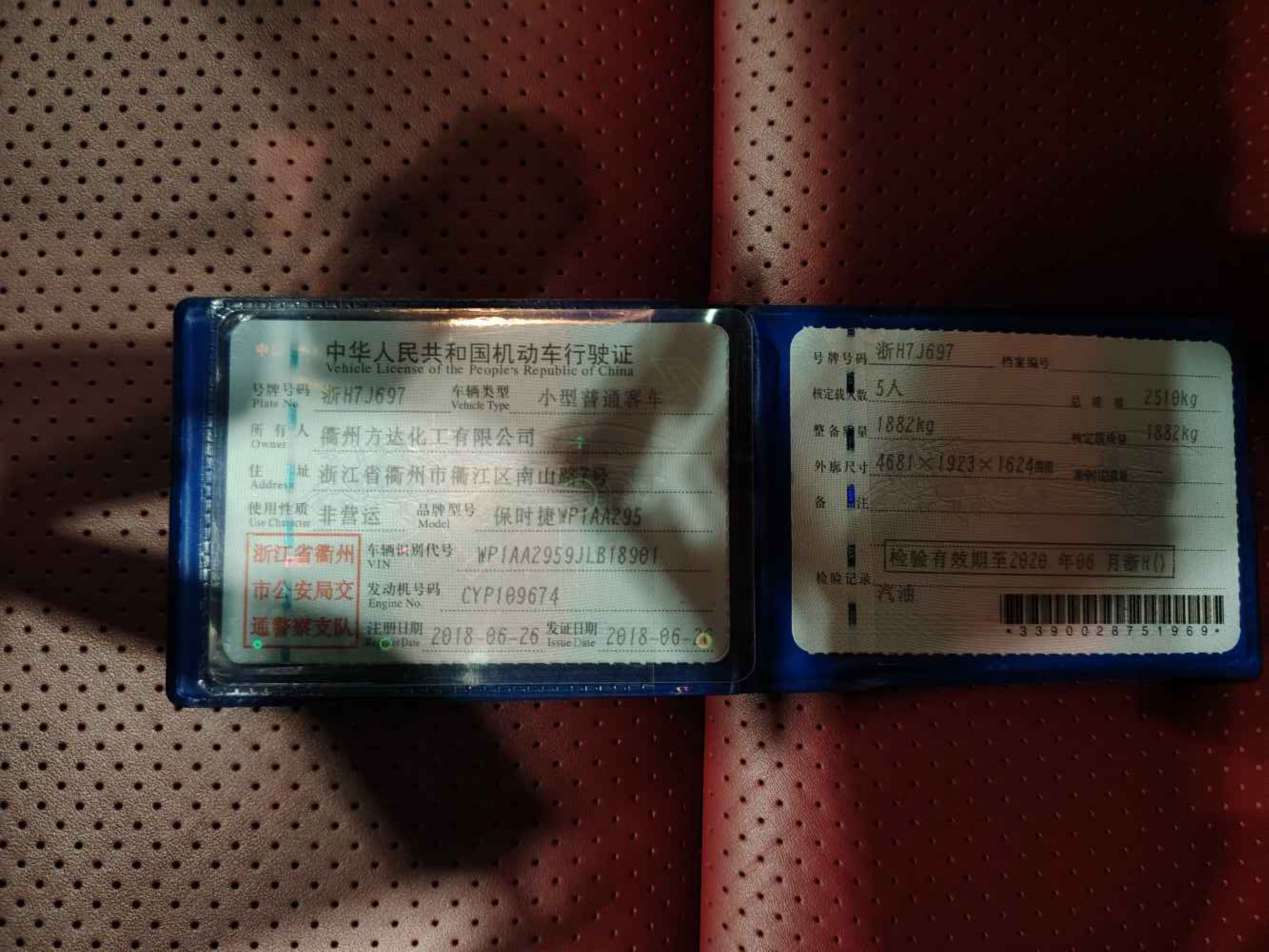 中华人民共和国机动车行驶证
Vehicle License of the People's Republic of China
号牌号码 浙H7J697 车辆类型 小型普通客车
Plate No. Vehicle Type
所有人 衢州方达化工有限公司
Owner
住址 浙江省衢州市衢江区南山路7号
Address
使用性质 非营运 品牌型号 保时捷WP1AA295
Use Character Model
浙江省衢州
市公安局交
通警察支队
车辆识别代号 WP1AA2959JLB18901
VIN
发动机号码 CYP109674
Engine No.
注册日期 2018-06-26 发证日期 2018-06-26
Register Date Issue Date
号牌号码 浙H7J697 档案编号
核定载人数 5人 总质量 2510kg
整备质量 1882kg 核定载质量 1882kg
外廓尺寸 4681×1923×1624
备注
检验有效期至2020 年06 月浙H()
检验记录
汽油
*3390028751969*